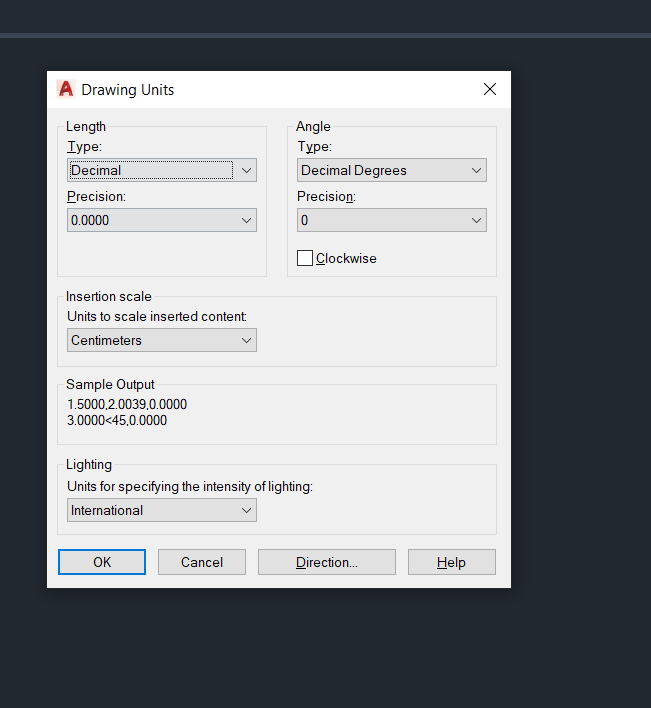 Drawing Units
Length
Type:
Decimal
Precision:
0.0000
Angle
Type:
Decimal Degrees
Precision:
0
Clockwise
Insertion scale
Units to scale inserted content:
Centimeters
Sample Output
1.5000,2.0039,0.0000
3.0000<45,0.0000
Lighting
Units for specifying the intensity of lighting:
International
OK Cancel Direction... Help